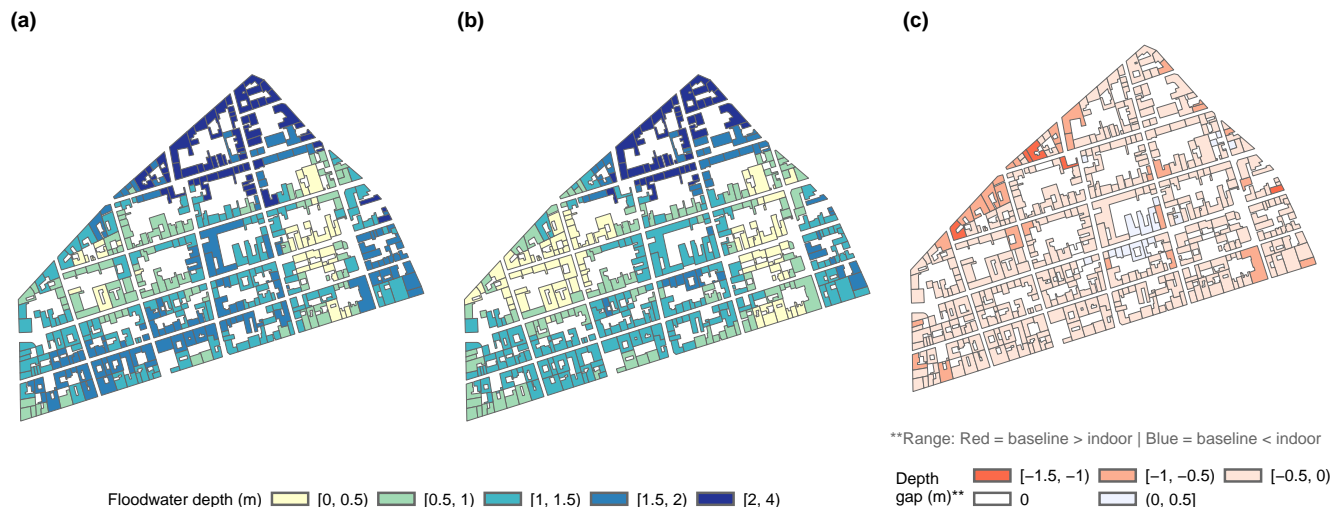 (a)
(b)
(c)
**Range: Red = baseline > indoor | Blue = baseline < indoor
Floodwater depth (m) [0, 0.5) [0.5, 1) [1, 1.5) [1.5, 2) [2, 4)
Depth
gap (m)**
[−1.5, −1) [−1, −0.5) [−0.5, 0)
0 (0, 0.5]